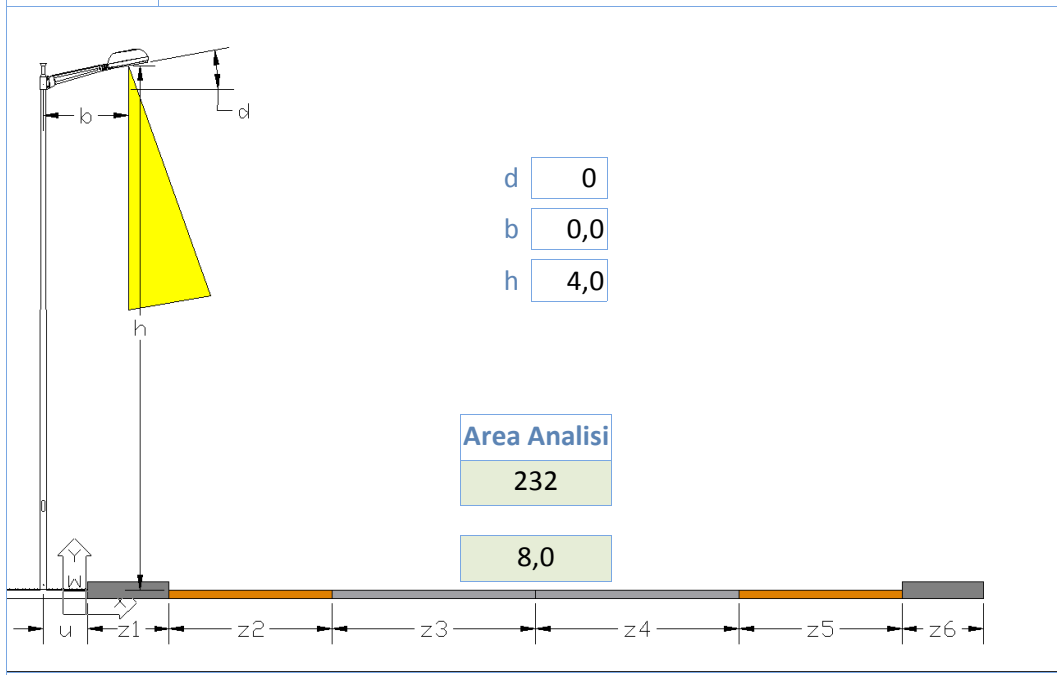 b
d
d 0
b 0,0
h 4,0
h
Area Analisi
232
8,0
Y
W
X
u z1 z2 z3 z4 z5 z6